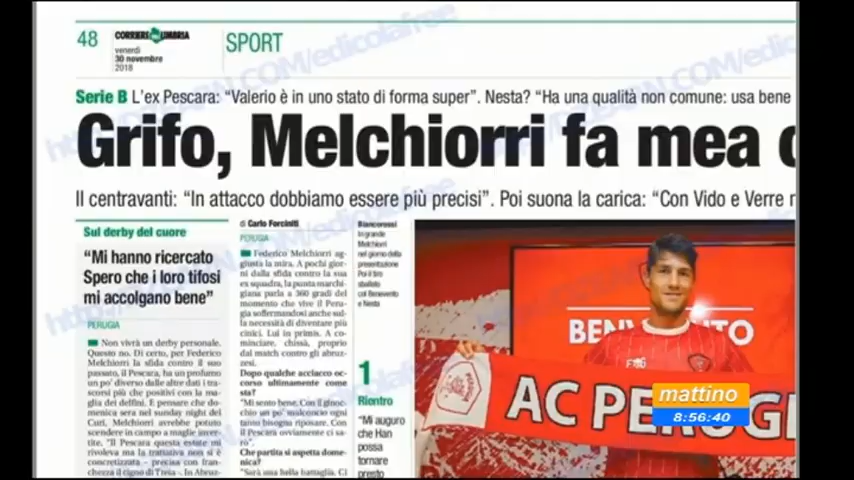 48
CORRIERE UMBRIA
venerdì
30 novembre
2018
SPORT
Serie B L'ex Pescara: “Valerio è in uno stato di forma super”. Nesta? “Ha una qualità non comune: usa bene
Grifo, Melchiorri fa mea
Il centravanti: “In attacco dobbiamo essere più precisi”. Poi suona la carica: “Con Vido e Verre
Sul derby del cuore
“Mi hanno ricercato
Spero che i loro tifosi
mi accolgano bene”
PERUGIA
Non vivrà un derby personale.
Questo no. Di certo, per Federico
Melchiorri la sfida contro il suo
passato, il Pescara, ha un profumo
un po' diverso dalle altre dati i tra-
scorsi più che positivi con la ma-
glia dei delfini. E pensare che do-
menica sera nel sunday night del
Curi, Melchiorri avrebbe potuto
scendere in campo a maglie inver-
tite. “Il Pescara questa estate mi
rivoleva ma la trattativa non si è
concretizzata – precisa con fran-
chezza il cigno di Treia -. In Abruz-
di Carlo Forciniti
PERUGIA
Federico Melchiorri ag-
giusta la mira. A pochi gior-
ni dalla sfida contro la sua
ex squadra, la punta marchi-
giana parla a 360 gradi del
momento che vive il Peru-
gia soffermandosi anche sul-
la necessità di diventare più
cinici. Lui in primis. A co-
minciare, chissà, proprio
dal match contro gli abruz-
zesi.
Dopo qualche acciacco oc-
corso ultimamente come
sta?
“Mi sento bene. Con il ginoc-
chio un po' malconcio ogni
tanto bisogna riposare. Con
il Pescara ovviamente ci sa-
rò”.
Che partita si aspetta dome-
nica?
“Sarà una bella battaglia. Ci
Biancorossi
In grande
Melchiorri
nel giorno della
presentazione
Poi il tiro
sbagliato
col Benevento
e Nesta
1
Rientro
“Mi auguro
che Han
possa
tornare
presto
BENV UTO
AC PERUGI
mattino
8:56:40